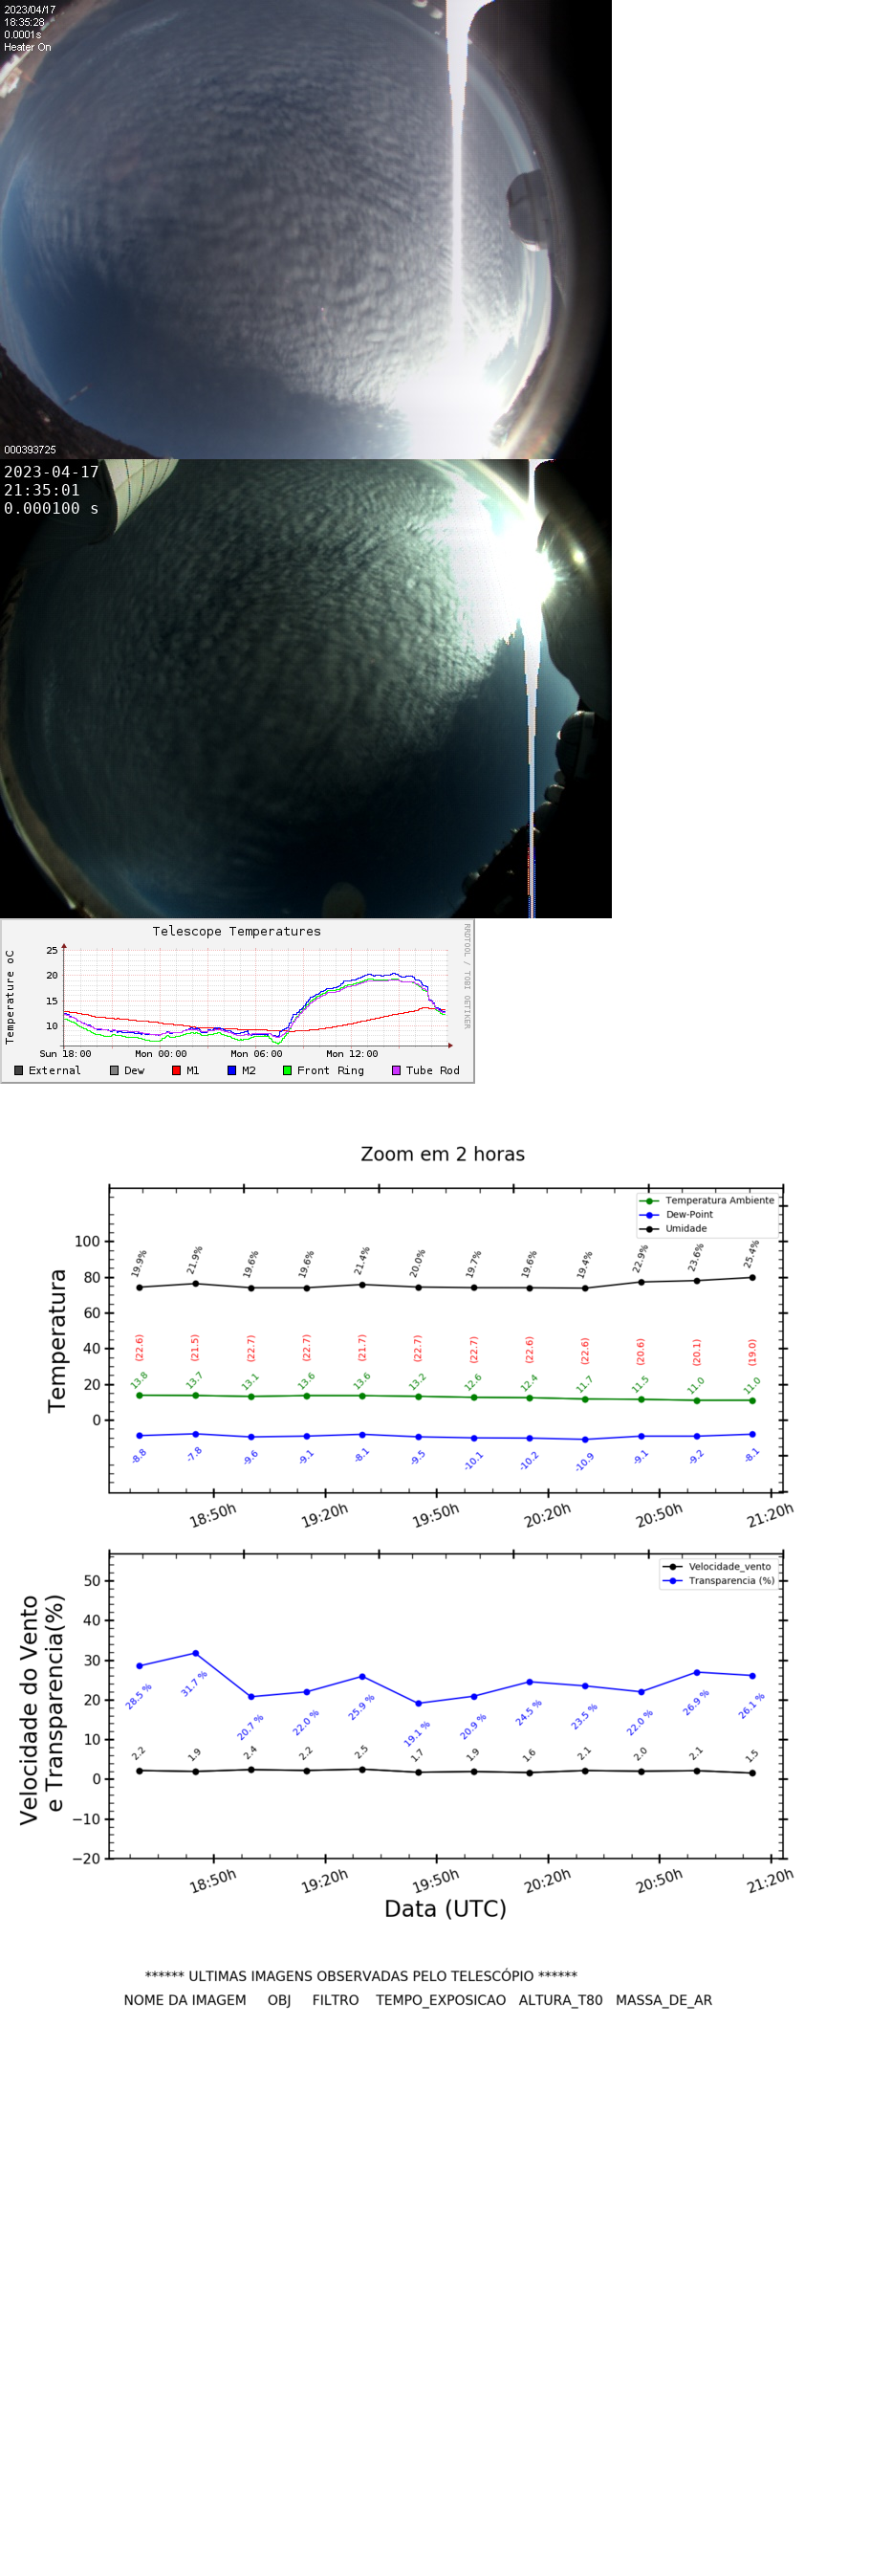 2023/04/17
18:35:28
0.0001s
Heater On
000393725
2023-04-17
21:35:01
0.000100 s
Telescope Temperatures
RRDTOOL / TOBI OETIKER
Temperature oC
25
20
15
10
Sun 18:00 Mon 00:00 Mon 06:00 Mon 12:00
External Dew M1 M2 Front Ring Tube Rod
Zoom em 2 horas
Temperatura Ambiente
Dew-Point
Umidade
Temperatura
100
80
60
40
20
0
19.9% 21.9% 19.6% 19.6% 21.4% 20.0% 19.7% 19.6% 19.4% 22.9% 23.6% 25.4%
(22.6) (21.5) (22.7) (22.7) (21.7) (22.7) (22.7) (22.6) (22.6) (20.6) (20.1) (19.0)
13.8 13.7 13.1 13.6 13.6 13.2 12.6 12.4 11.7 11.5 11.0 11.0
-8.8 -7.8 -9.6 -9.1 -8.1 -9.5 -10.1 -10.2 -10.9 -9.1 -9.2 -8.1
18:50h 19:20h 19:50h 20:20h 20:50h 21:20h
Velocidade_vento
Transparencia (%)
Velocidade do Vento
e Transparencia(%)
50
40
30
20
10
0
−10
−20
28.5 % 31.7 % 20.7 % 22.0 % 25.9 % 19.1 % 20.9 % 24.5 % 23.5 % 22.0 % 26.9 % 26.1 %
2.2 1.9 2.4 2.2 2.5 1.7 1.9 1.6 2.1 2.0 2.1 1.5
18:50h 19:20h 19:50h 20:20h 20:50h 21:20h
Data (UTC)
****** ULTIMAS IMAGENS OBSERVADAS PELO TELESCÓPIO ******
NOME DA IMAGEM OBJ FILTRO TEMPO_EXPOSICAO ALTURA_T80 MASSA_DE_AR